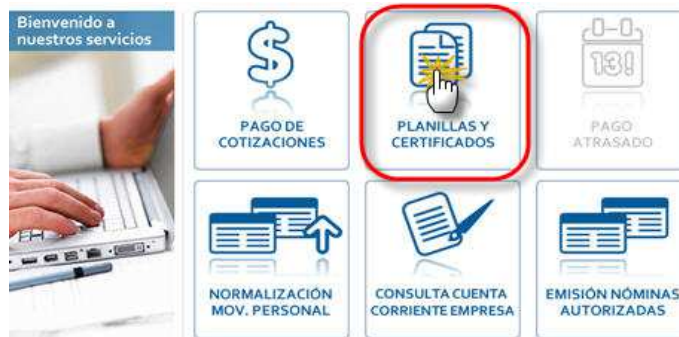 Bienvenido a
nuestros servicios
PAGO DE
COTIZACIONES
PLANILLAS Y
CERTIFICADOS
13!
PAGO
ATRASADO
NORMALIZACIÓN
MOV. PERSONAL
CONSULTA CUENTA
CORRIENTE EMPRESA
EMISIÓN NÓMINAS
AUTORIZADAS